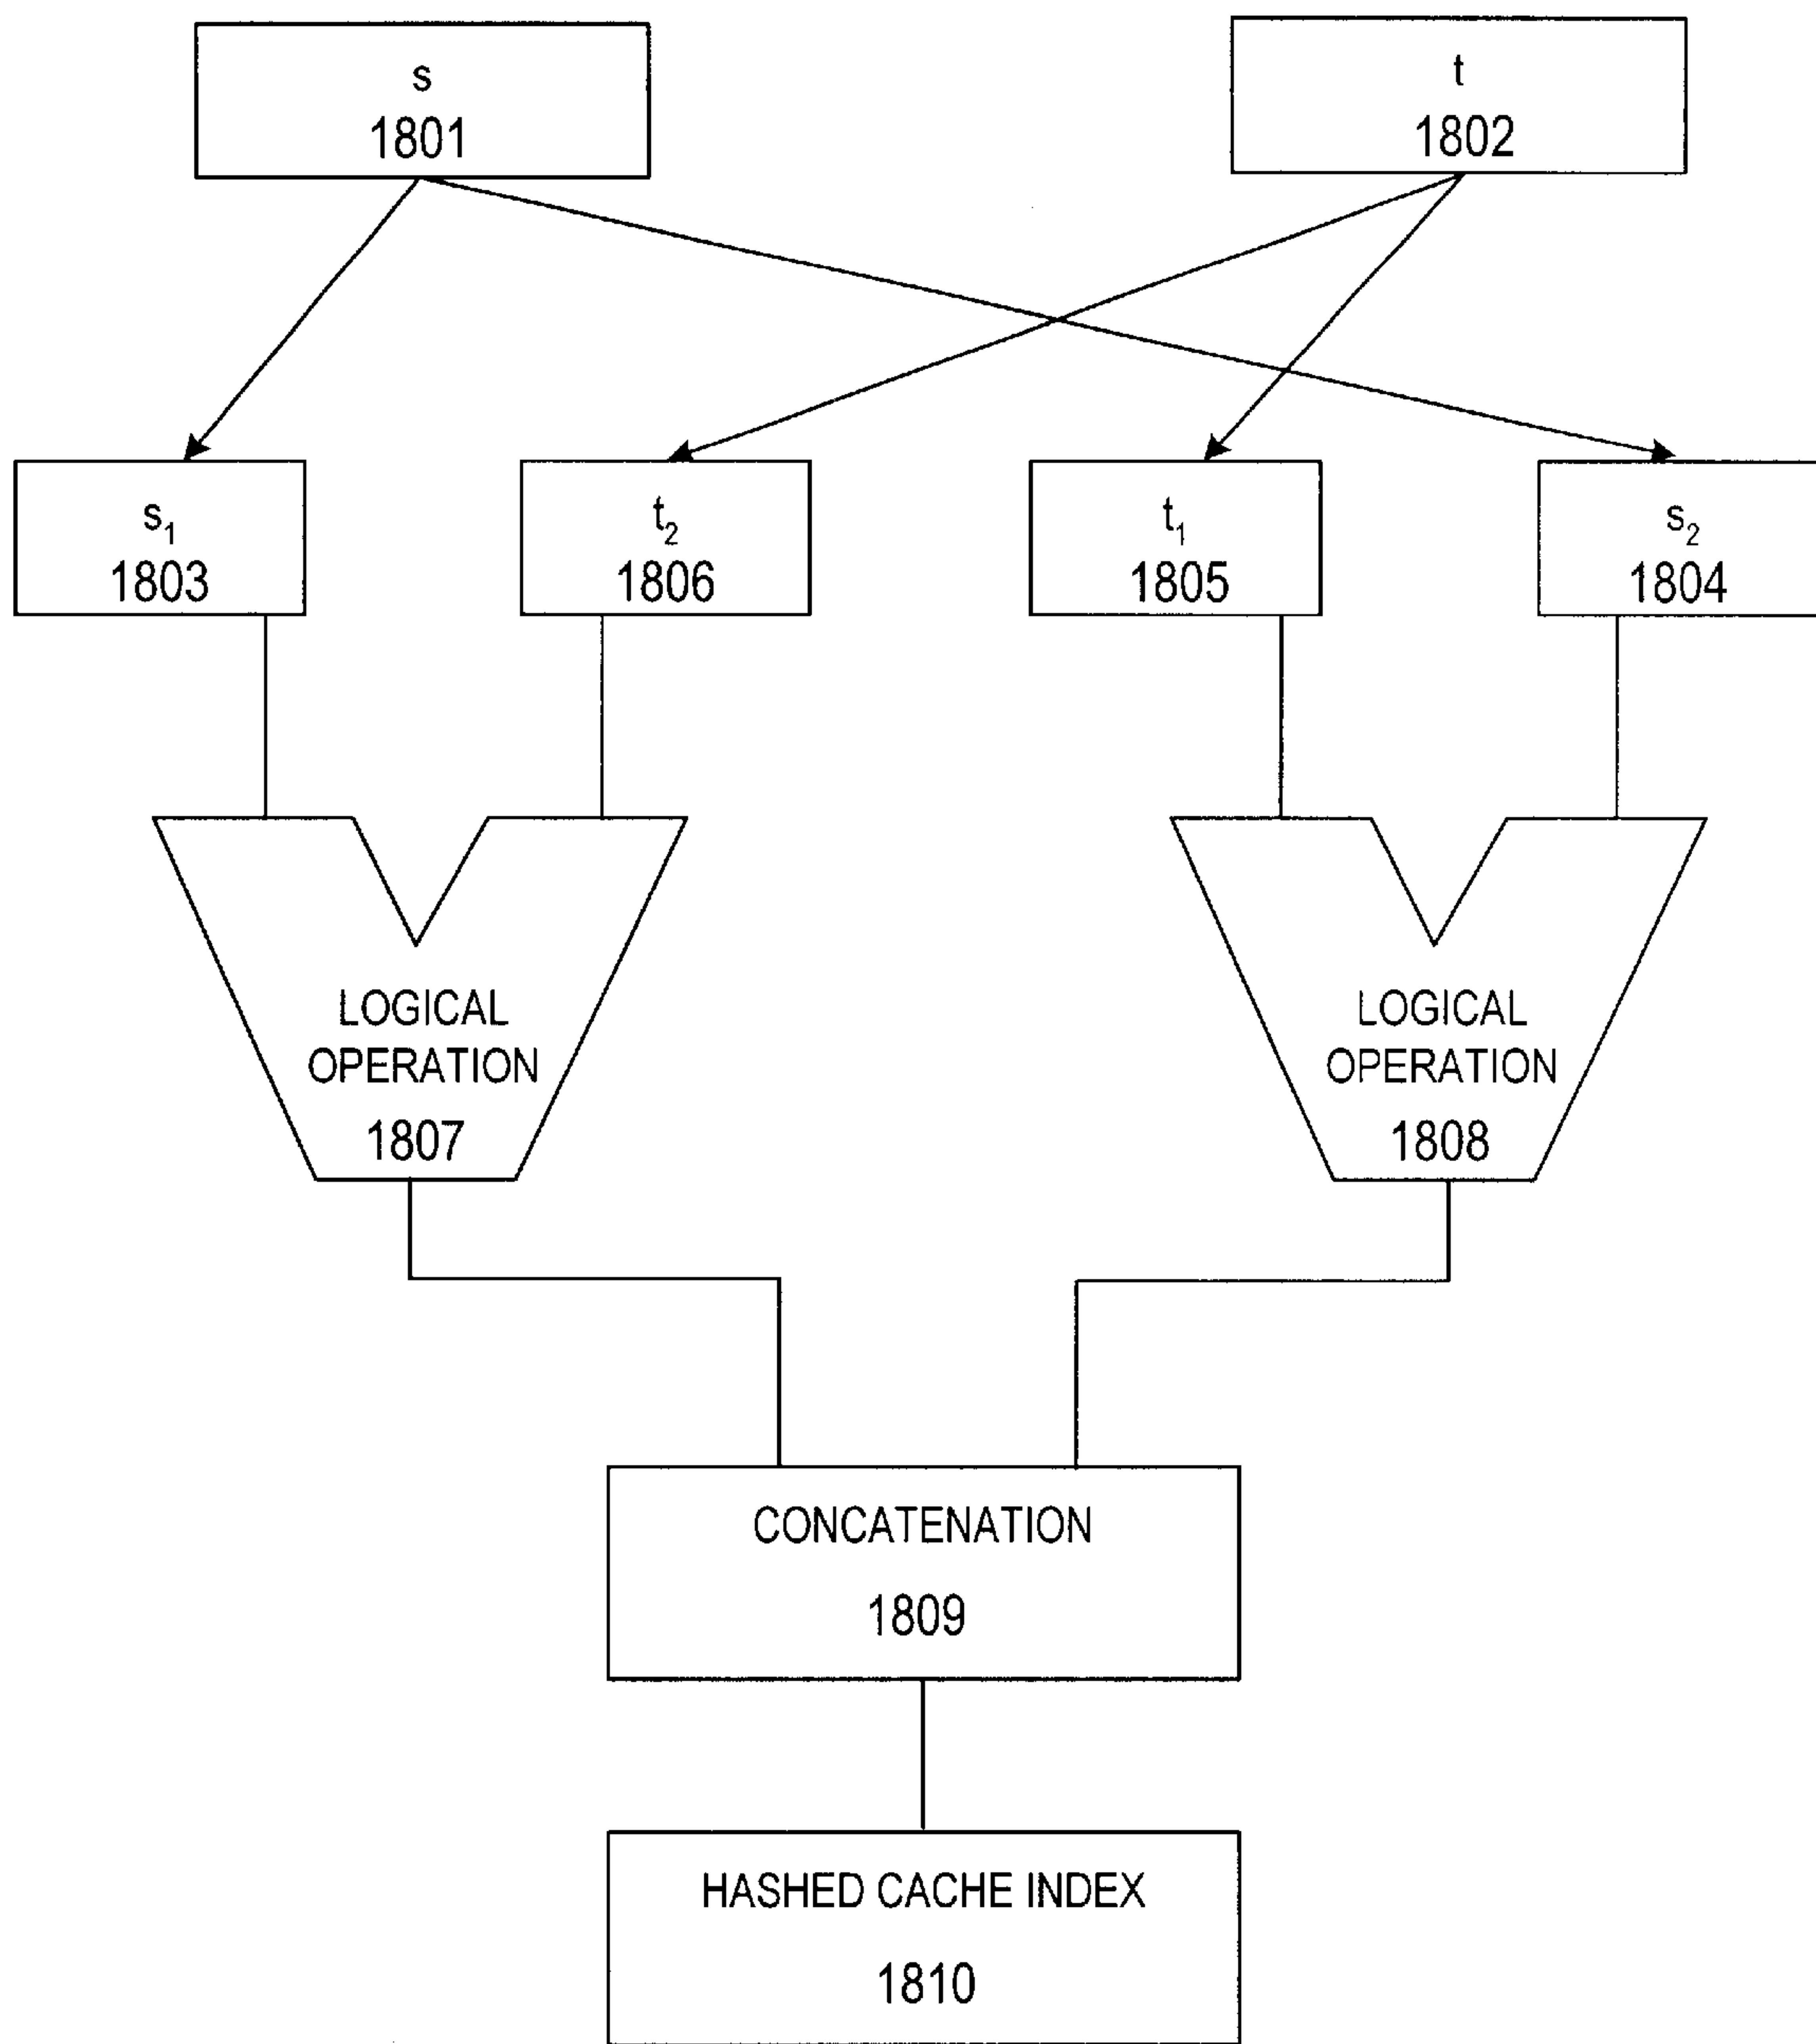 s
1801
t
1802
s₁
1803
t₂
1806
t₁
1805
s₂
1804
LOGICAL
OPERATION
1807
LOGICAL
OPERATION
1808
CONCATENATION
1809
HASHED CACHE INDEX
1810